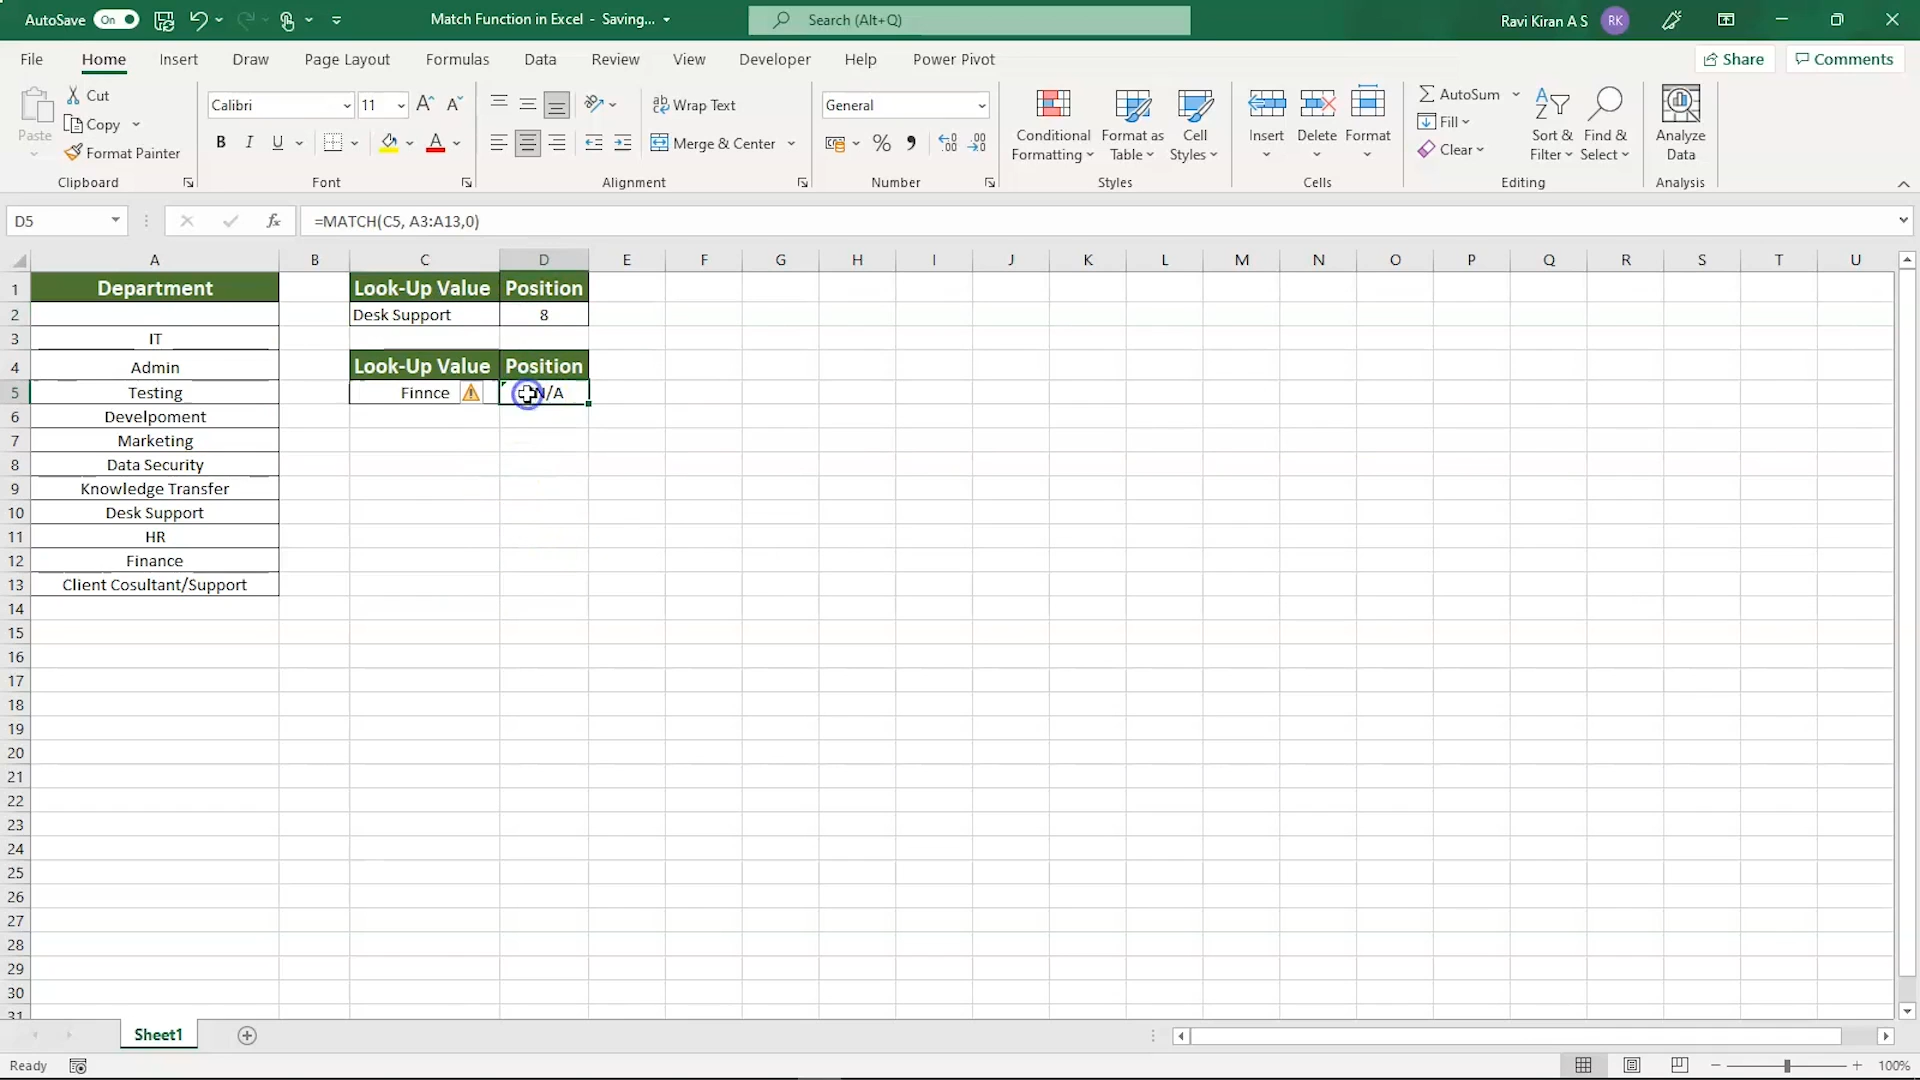 AutoSave On Match Function in Excel - Saving... Search (Alt+Q) Ravi Kiran A S RK
File Home Insert Draw Page Layout Formulas Data Review View Developer Help Power Pivot Share Comments
Paste Cut Copy Format Painter
Clipboard
Calibri 11 A A
B I U A
Font
ab Wrap Text
Merge & Center
Alignment
General
% 9
Number
Conditional Formatting Format as Table Cell Styles
Styles
Insert Delete Format
Cells
AutoSum Fill Clear Sort & Filter Find & Select
Editing
Analyze Data
Analysis
D5 fx =MATCH(C5, A3:A13,0)
A B C D E F G H I J K L M N O P Q R S T U
1 Department Look-Up Value Position
2 Desk Support 8
3 IT
4 Admin Look-Up Value Position
5 Testing Finnce N/A
6 Develpoment
7 Marketing
8 Data Security
9 Knowledge Transfer
10 Desk Support
11 HR
12 Finance
13 Client Cosultant/Support
14
15
16
17
18
19
20
21
22
23
24
25
26
27
28
29
30
31
Sheet1
Ready 100%